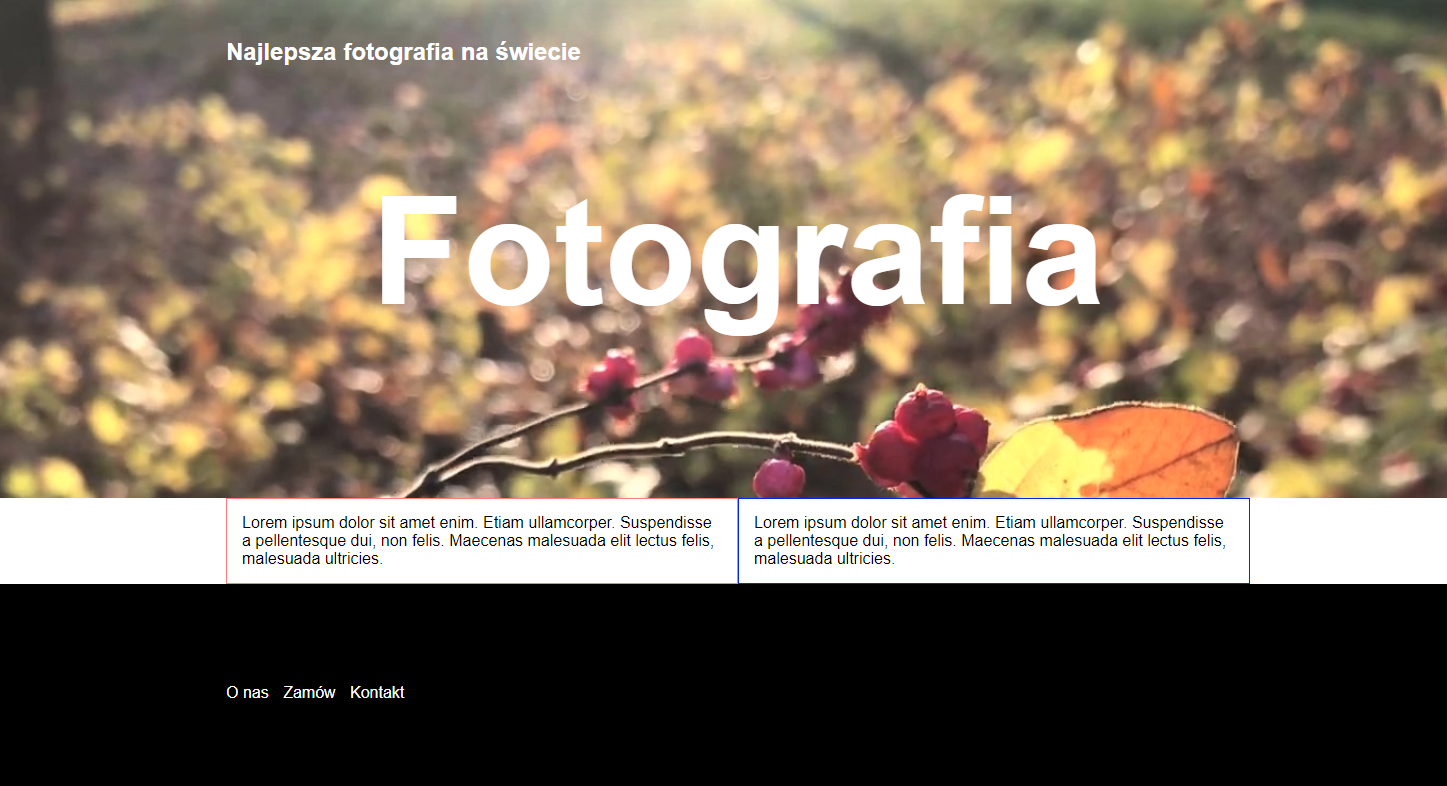 Najlepsza fotografia na świecie
Fotografia
Lorem ipsum dolor sit amet enim. Etiam ullamcorper. Suspendisse
a pellentesque dui, non felis. Maecenas malesuada elit lectus felis,
malesuada ultricies.
Lorem ipsum dolor sit amet enim. Etiam ullamcorper. Suspendisse
a pellentesque dui, non felis. Maecenas malesuada elit lectus felis,
malesuada ultricies.
O nas Zamów Kontakt